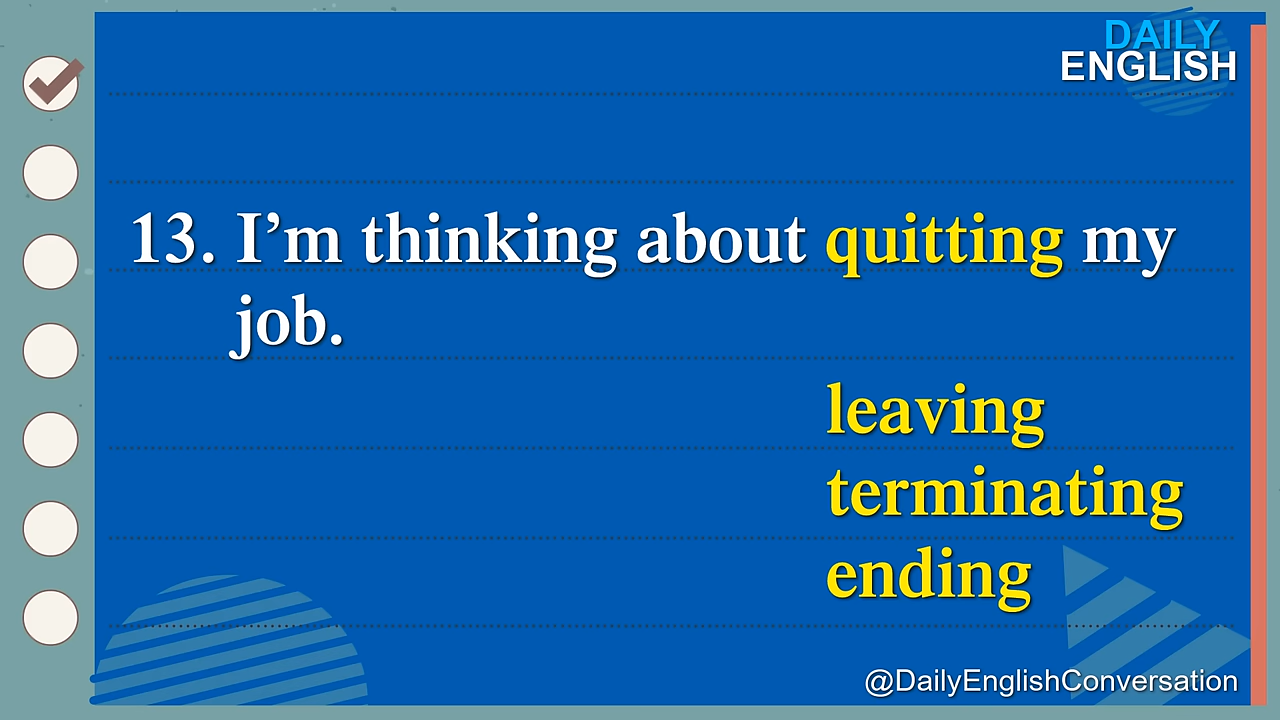 DAILY
ENGLISH
13. I’m thinking about quitting my
job.
leaving
terminating
ending
@DailyEnglishConversation